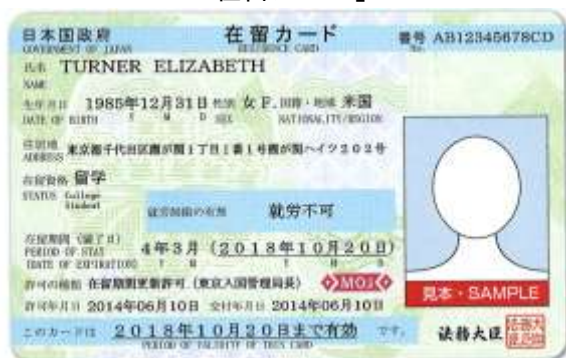 日本国政府 在留カード 番号 AB12345678CD
GOVERNMENT OF JAPAN RESIDENCE CARD No.
氏名 TURNER ELIZABETH
NAME
生年月日 1985年12月31日 性別 女 F. 国籍・地域 米国
DATE OF BIRTH Y M D SEX NATIONALITY/REGION
住居地 東京都千代田区霞が関1丁目1番1号霞が関ハイツ202号
ADDRESS
在留資格 留学
STATUS College
Student
就労制限の有無 就労不可
在留期間(満了日) 4年3月(2018年10月20日)
PERIOD OF STAY
(DATE OF EXPIRATION) Y M Y M D
許可の種類 在留期間更新許可(東京入国管理局長) MOJ
見本・SAMPLE
許可年月日 2014年06月10日 交付年月日 2014年06月10日
このカードは 2018年10月20日まで有効 です。 法務大臣
PERIOD OF VALIDITY OF THIS CARD